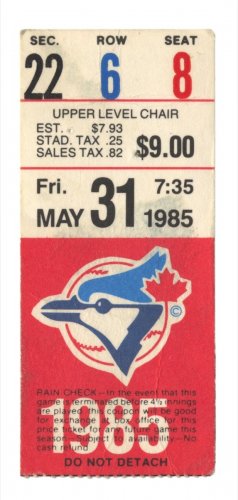 SEC. ROW SEAT
22 6 8
UPPER LEVEL CHAIR
EST. $7.93
STAD. TAX .25
SALES TAX .82 $9.00
Fri. 31 7:35
MAY 1985
©
RAIN CHECK—In the event that this
game is terminated before 4½ innings
are played, this coupon will be good
for exchange at box office for this
price ticket for any future game this
season—Subject to availability—No
cash refund.
DO NOT DETACH